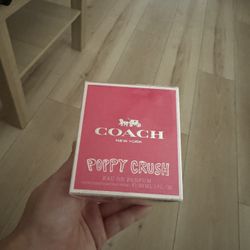 COACH
NEW YORK
POPPY CRUSH
EAU DE PARFUM